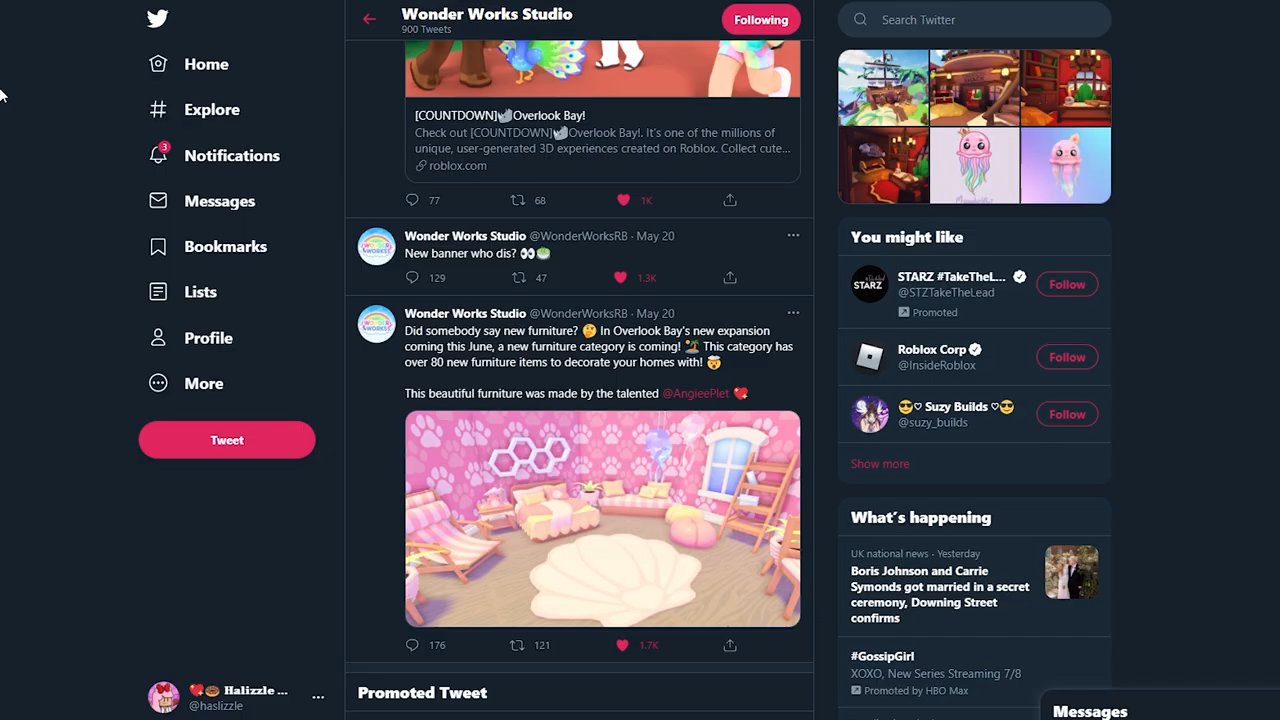 Home
Explore
3
Notifications
Messages
Bookmarks
Lists
Profile
More
Tweet
Halizzle ...
@haslizzle
Wonder Works Studio
900 Tweets
Following
[COUNTDOWN]🕊Overlook Bay!
Check out [COUNTDOWN]🕊Overlook Bay!. It's one of the millions of
unique, user-generated 3D experiences created on Roblox. Collect cute...
roblox.com
77 68 1K
Wonder Works Studio @WonderWorksRB · May 20
New banner who dis? 👀🍵
129 47 1.3K
Wonder Works Studio @WonderWorksRB · May 20
Did somebody say new furniture? 🤔 In Overlook Bay's new expansion
coming this June, a new furniture category is coming! 🏝 This category has
over 80 new furniture items to decorate your homes with! 🤯
This beautiful furniture was made by the talented @AngieePlet 💖
176 121 1.7K
Promoted Tweet
Search Twitter
You might like
STARZ
STARZ #TakeTheL...
@STZTakeTheLead
Promoted
Follow
Roblox Corp
@InsideRoblox
Follow
😎♡ Suzy Builds ♡😎
@suzy_builds
Follow
Show more
What's happening
UK national news · Yesterday
Boris Johnson and Carrie
Symonds got married in a secret
ceremony, Downing Street
confirms
#GossipGirl
XOXO, New Series Streaming 7/8
Promoted by HBO Max
Messages